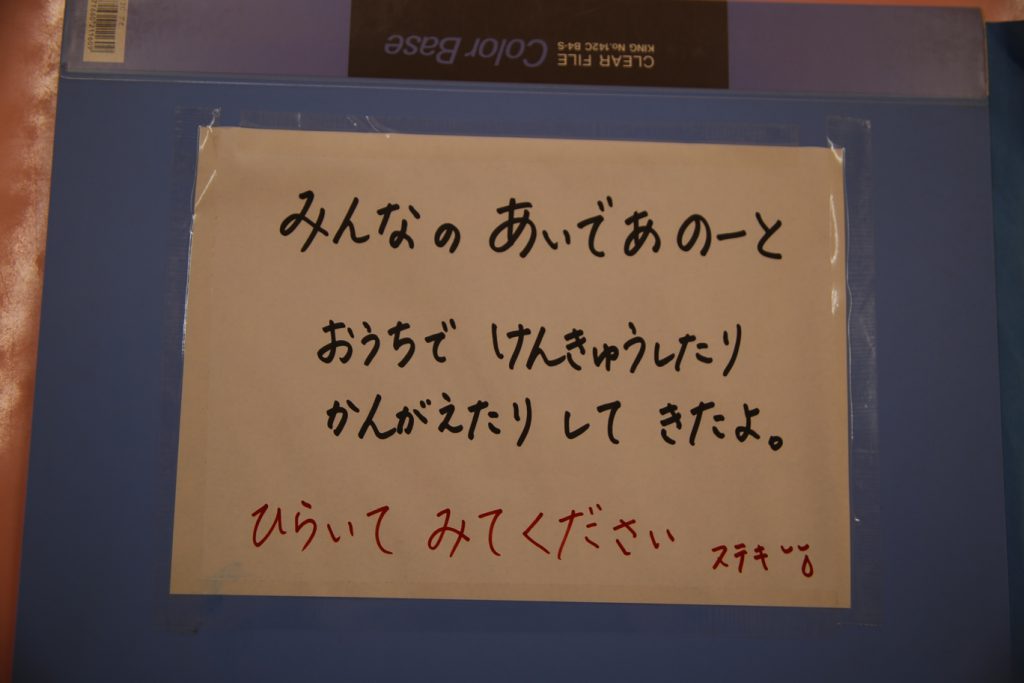 CLEAR FILE
KING No.142C B4-S
Color Base
みんなの あいであ のーと
おうちで けんきゅうしたり
かんがえたり して きたよ。
ひらいて みてください
ステキ